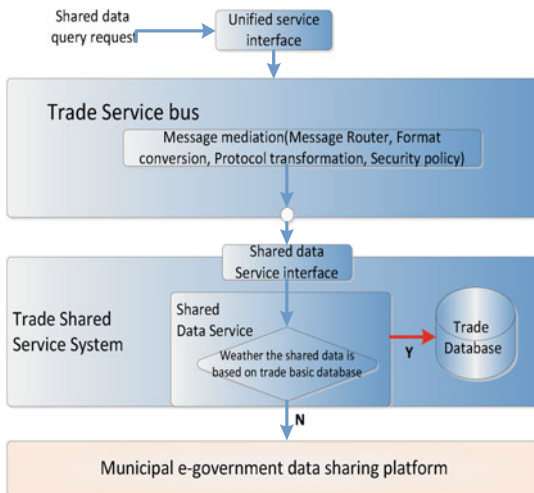 Shared data
query request
Unified service
interface
Trade Service bus
Message mediation(Message Router, Format
conversion, Protocol transformation, Security policy)
Shared data
Service interface
Trade Shared
Service System
Shared
Data Service
Weather the shared data is
based on trade basic database
Y
Trade
Database
N
Municipal e-government data sharing platform